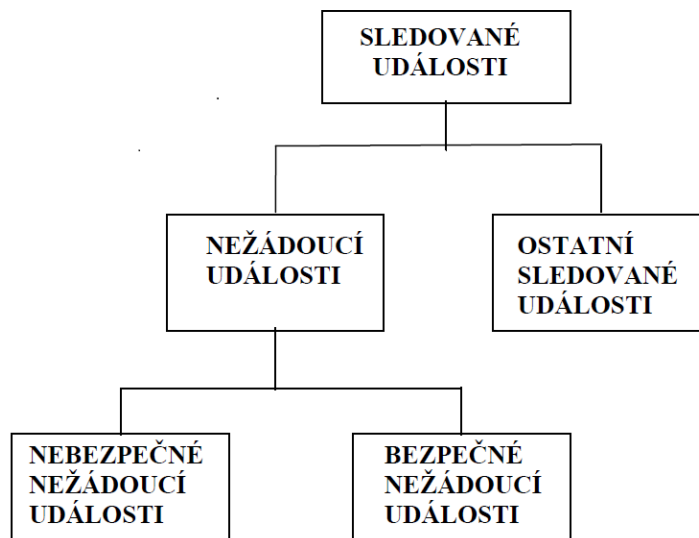 SLEDOVANÉ
UDÁLOSTI
NEŽÁDOUCÍ
UDÁLOSTI
OSTATNÍ
SLEDOVANÉ
UDÁLOSTI
NEBEZPEČNÉ
NEŽÁDOUCÍ
UDÁLOSTI
BEZPEČNÉ
NEŽÁDOUCÍ
UDÁLOSTI